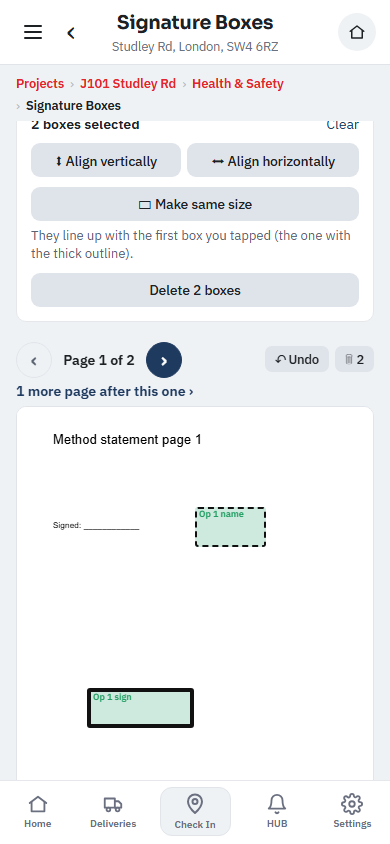 Signature Boxes
Studley Rd, London, SW4 6RZ
Projects › J101 Studley Rd › Health & Safety
› Signature Boxes
2 boxes selected Clear
Align vertically Align horizontally
Make same size
They line up with the first box you tapped (the one with
the thick outline).
Delete 2 boxes
Page 1 of 2 Undo 2
1 more page after this one ›
Method statement page 1
Op 1 name
Signed: ____________
Op 1 sign
Home Deliveries Check In HUB Settings